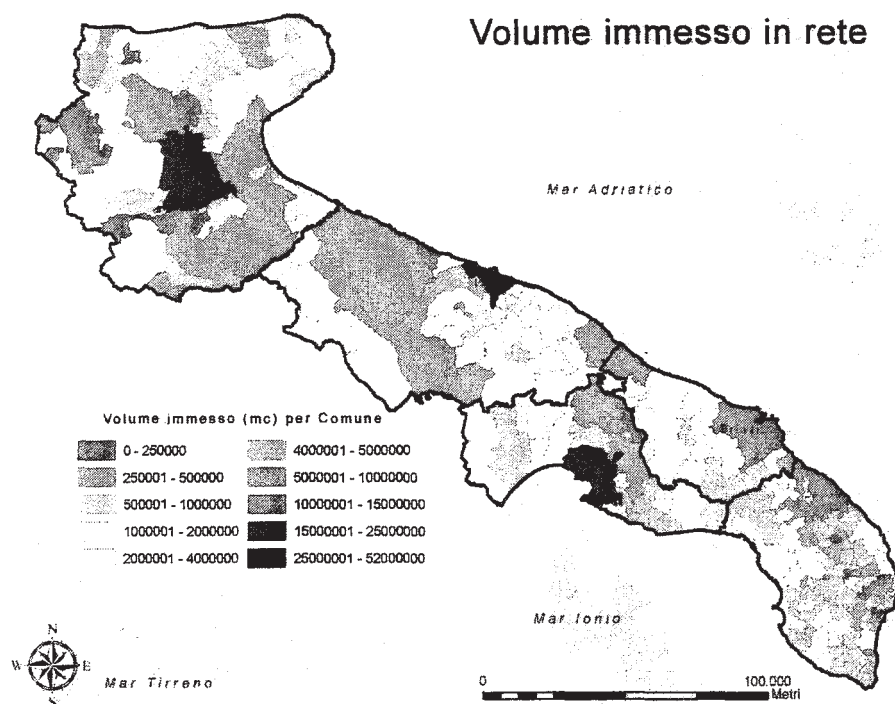 Volume immesso in rete
Mar Adriatico
Volume immesso (mc) per Comune
0 - 250000
250001 - 500000
500001 - 1000000
1000001 - 2000000
2000001 - 4000000
4000001 - 5000000
5000001 - 10000000
10000001 - 15000000
15000001 - 25000000
25000001 - 52000000
Mar Ionio
Mar Tirreno
N
W E
S
0 100.000
Metri